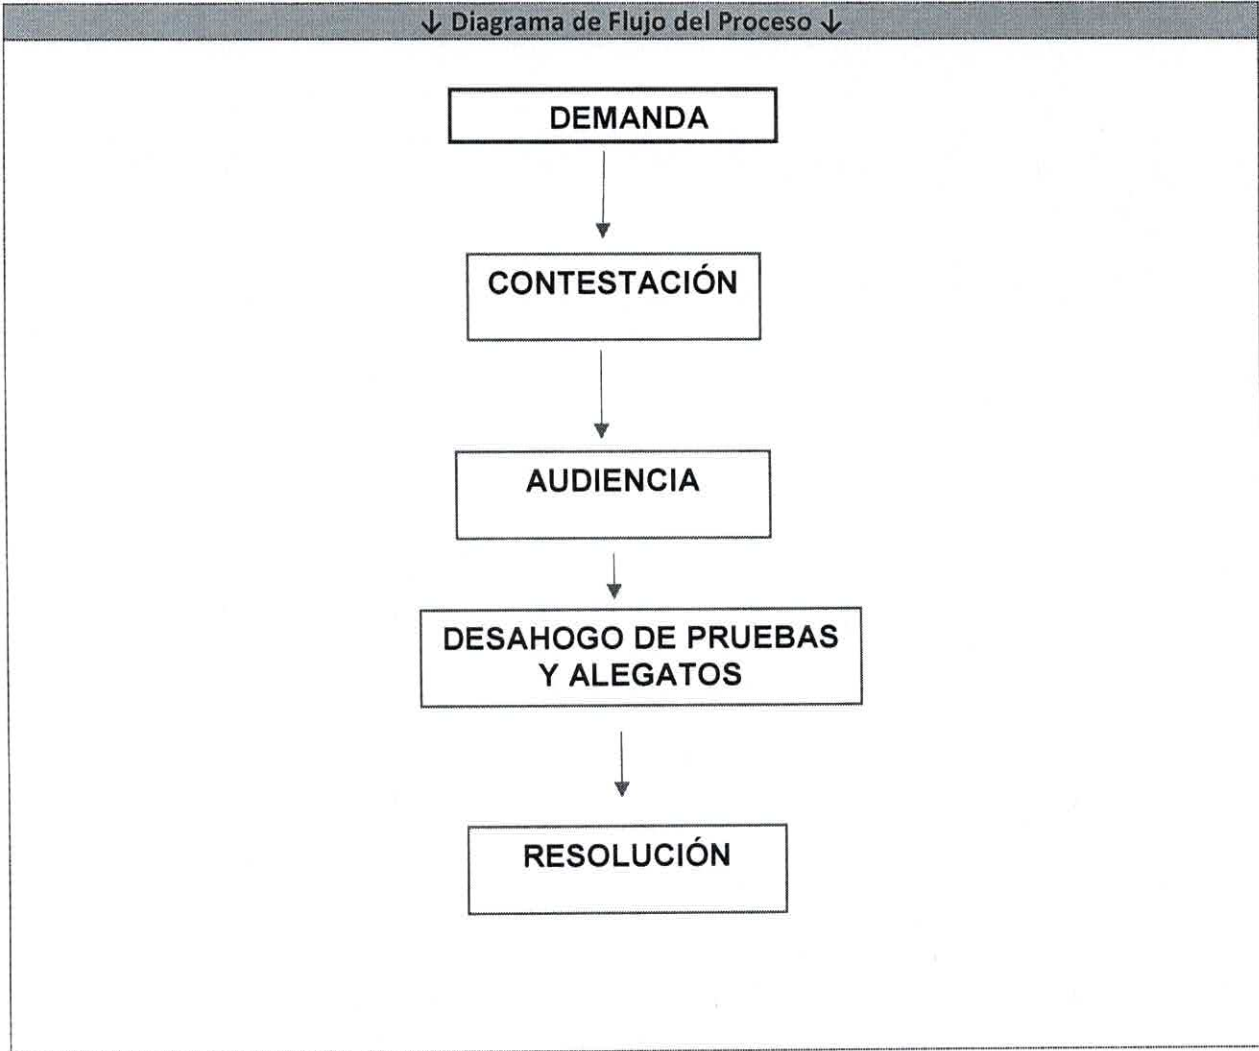 ↓ Diagrama de Flujo del Proceso ↓
DEMANDA
CONTESTACIÓN
AUDIENCIA
DESAHOGO DE PRUEBAS
Y ALEGATOS
RESOLUCIÓN